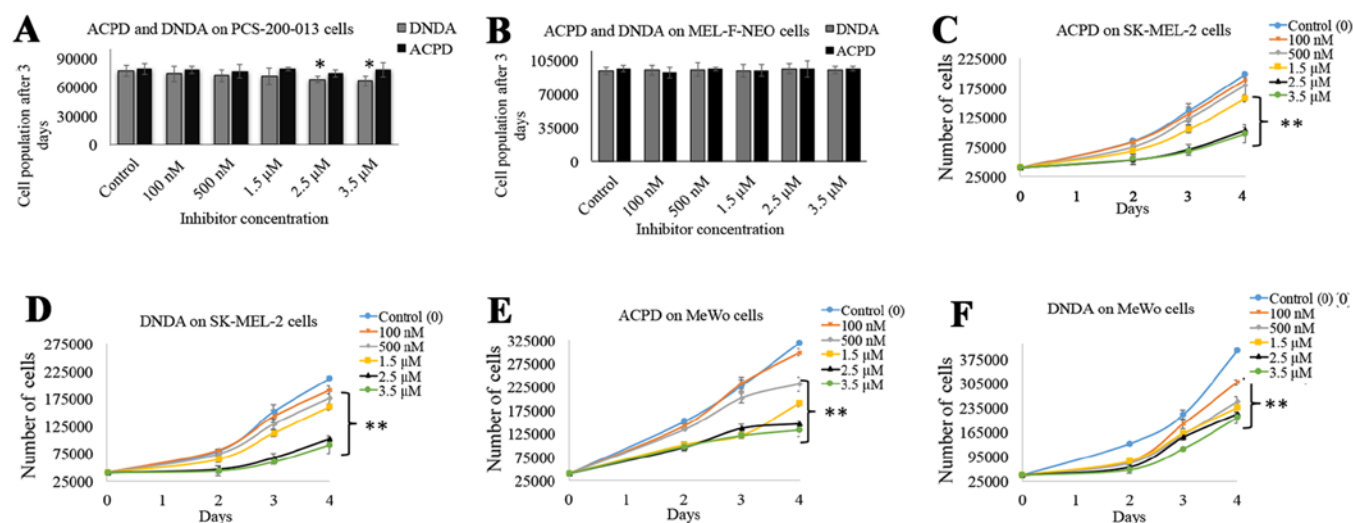 A
ACPD and DNDA on PCS-200-013 cells
DNDA
ACPD
Cell population after 3
days
90000
60000
30000
0
*
*
Control
100 nM
500 nM
1.5 µM
2.5 µM
3.5 µM
Inhibitor concentration
B
ACPD and DNDA on MEL-F-NEO cells
DNDA
ACPD
Cell population after 3
days
105000
70000
35000
0
Control
100 nM
500 nM
1.5 µM
2.5 µM
3.5 µM
Inhibitor concentration
C
ACPD on SK-MEL-2 cells
Control (0)
100 nM
500 nM
1.5 µM
2.5 µM
3.5 µM
Number of cells
225000
175000
125000
75000
25000
**
0 1 2 3 4
Days
D
DNDA on SK-MEL-2 cells
Control (0)
100 nM
500 nM
1.5 µM
2.5 µM
3.5 µM
Number of cells
275000
225000
175000
125000
75000
25000
**
0 1 2 3 4
Days
E
ACPD on MeWo cells
Control (0)
100 nM
500 nM
1.5 µM
2.5 µM
3.5 µM
Number of cells
325000
275000
225000
175000
125000
75000
25000
**
0 1 2 3 4
Days
F
DNDA on MeWo cells
Control (0)
100 nM
500 nM
1.5 µM
2.5 µM
3.5 µM
Number of cells
375000
305000
235000
165000
95000
25000
**
0 1 2 3 4
Days